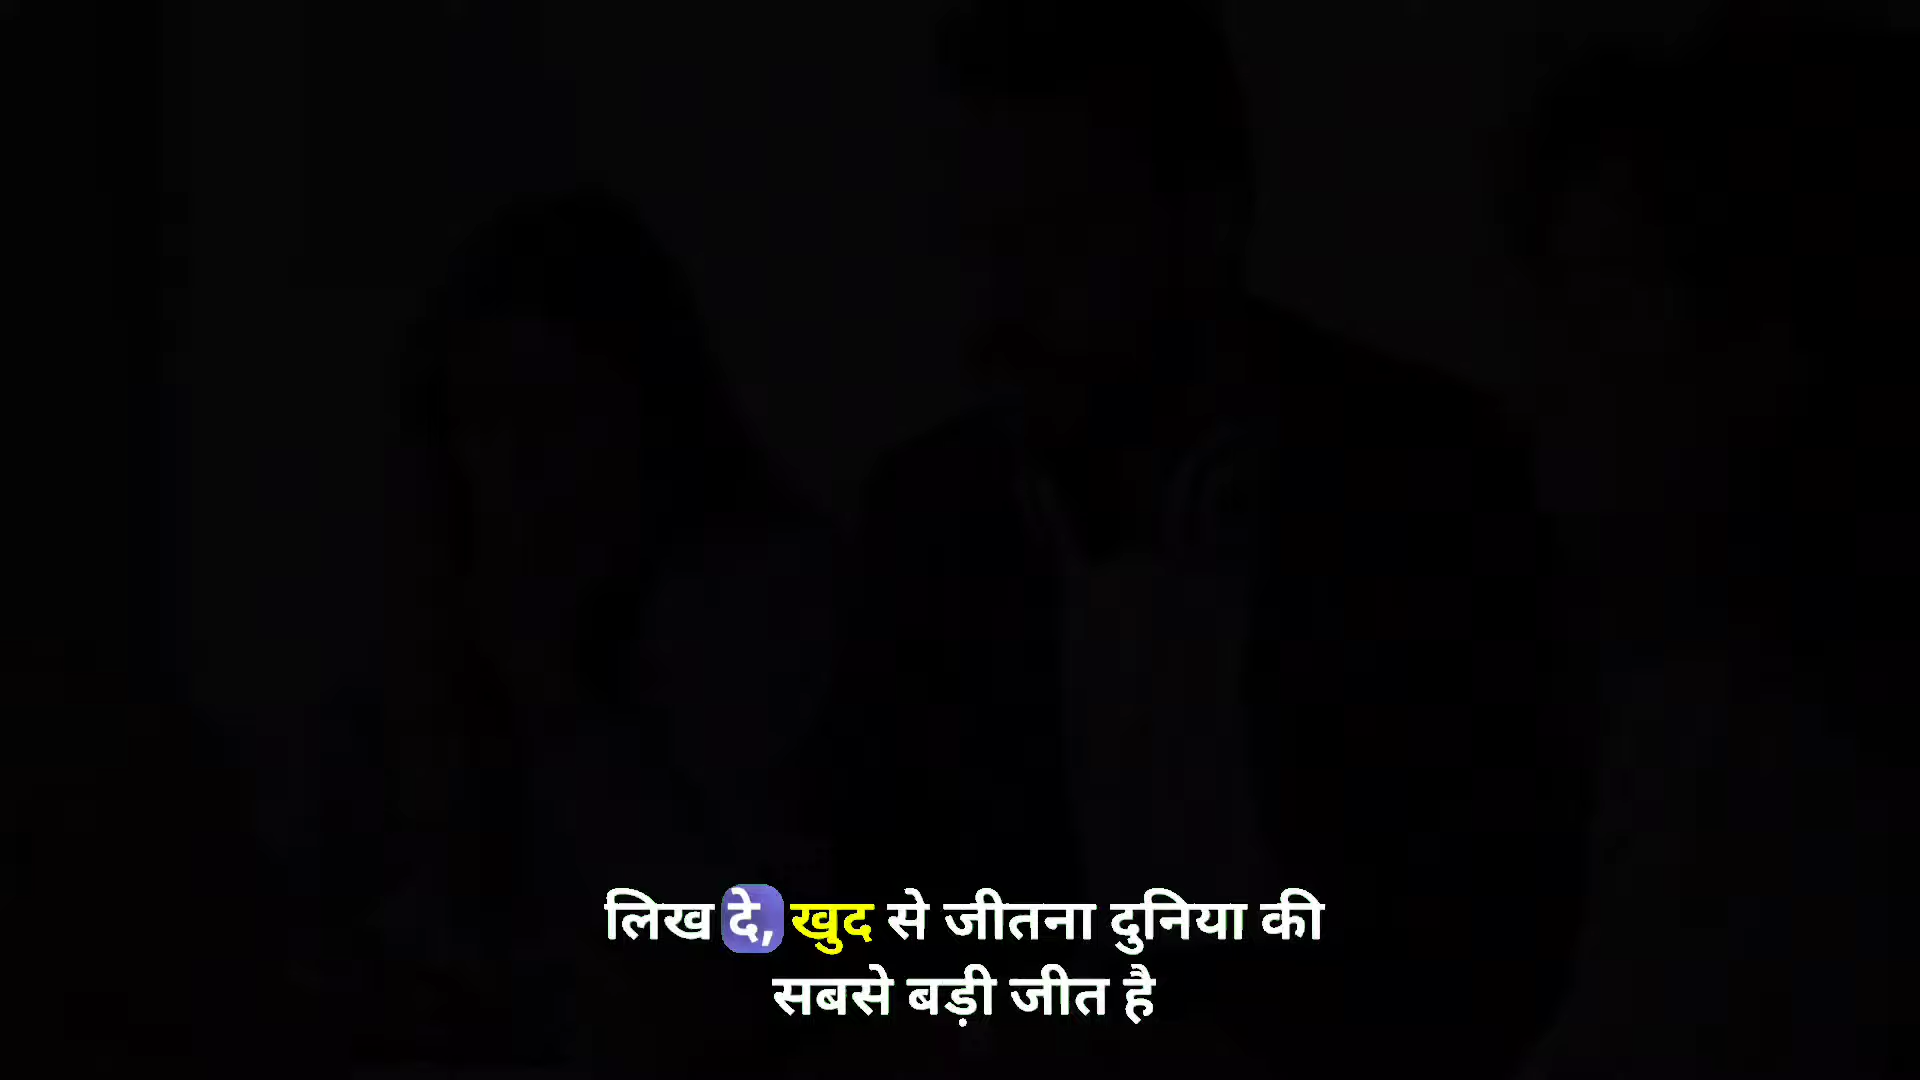 लिख दे, खुद से जीतना दुनिया की
सबसे बड़ी जीत है